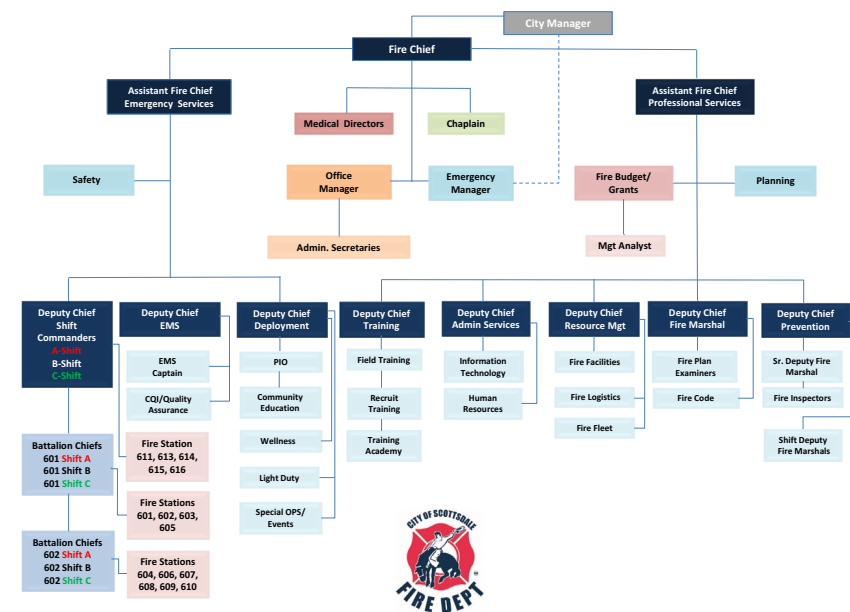 City Manager
Fire Chief
Assistant Fire Chief
Emergency Services
Assistant Fire Chief
Professional Services
Medical Directors
Chaplain
Safety
Office
Manager
Emergency
Manager
Fire Budget/
Grants
Planning
Admin. Secretaries
Mgt Analyst
Deputy Chief
Shift
Commanders
A-Shift
B-Shift
C-Shift
Deputy Chief
EMS
Deputy Chief
Deployment
Deputy Chief
Training
Deputy Chief
Admin Services
Deputy Chief
Resource Mgt
Deputy Chief
Fire Marshal
Deputy Chief
Prevention
EMS
Captain
PIO
Field Training
Information
Technology
Fire Facilities
Fire Plan
Examiners
Sr. Deputy Fire
Marshal
CQI/Quality
Assurance
Community
Education
Recruit
Training
Human
Resources
Fire Logistics
Fire Code
Fire Inspectors
Battalion Chiefs
601 Shift A
601 Shift B
601 Shift C
Fire Station
611, 613, 614,
615, 616
Wellness
Training
Academy
Fire Fleet
Shift Deputy
Fire Marshals
Light Duty
Fire Stations
601, 602, 603,
605
Special OPS/
Events
Battalion Chiefs
602 Shift A
602 Shift B
602 Shift C
Fire Stations
604, 606, 607,
608, 609, 610
CITY OF SCOTTSDALE
FIRE DEPT